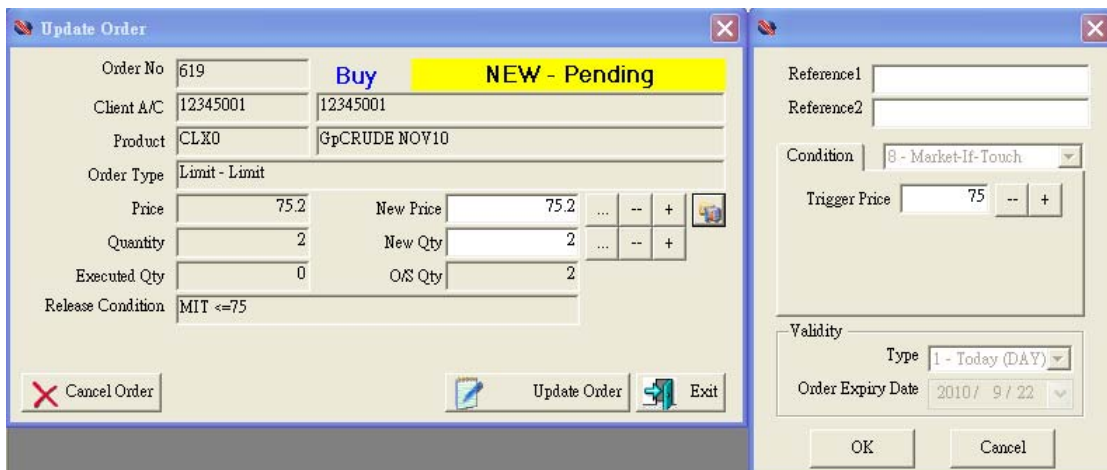 Update Order
Order No 619 Buy NEW - Pending
Client A/C 12345001 12345001
Product CLX0 GpCRUDE NOV10
Order Type Limit - Limit
Price 75.2 New Price 75.2 ... -- +
Quantity 2 New Qty 2 ... -- +
Executed Qty 0 O/S Qty 2
Release Condition MIT <=75
Cancel Order Update Order Exit
Reference1
Reference2
Condition 8 - Market-If-Touch
Trigger Price 75 -- +
Validity
Type 1 - Today (DAY)
Order Expiry Date 2010/ 9/22
OK Cancel